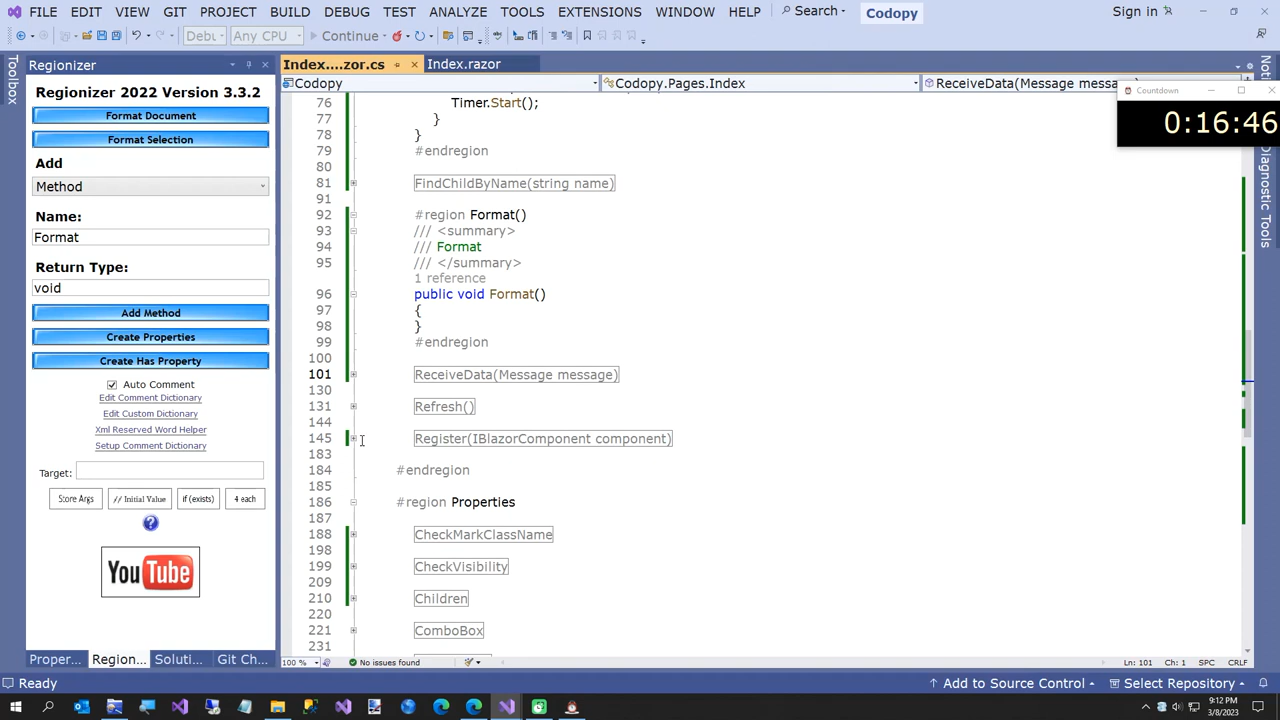 FILE EDIT VIEW GIT PROJECT BUILD DEBUG TEST ANALYZE TOOLS EXTENSIONS WINDOW HELP Search Codopy Sign in
Debu Any CPU Continue
Toolbox
Regionizer
Regionizer 2022 Version 3.3.2
Format Document
Format Selection
Add
Method
Name:
Format
Return Type:
void
Add Method
Create Properties
Create Has Property
Auto Comment
Edit Comment Dictionary
Edit Custom Dictionary
Xml Reserved Word Helper
Setup Comment Dictionary
Target:
Store Args // Initial Value if (exists) 4 each
?
YouTube
Proper... Region... Soluti... Git Ch...
Index....zor.cs Index.razor
Codopy Codopy.Pages.Index ReceiveData(Message message)
76 Timer.Start();
77 }
78 }
79 #endregion
80
81 FindChildByName(string name)
91
92 #region Format()
93 /// <summary>
94 /// Format
95 /// </summary>
1 reference
96 public void Format()
97 {
98 }
99 #endregion
100
101 ReceiveData(Message message)
130
131 Refresh()
144
145 Register(IBlazorComponent component)
183
184 #endregion
185
186 #region Properties
187
188 CheckMarkClassName
198
199 CheckVisibility
209
210 Children
220
221 ComboBox
231
100 % No issues found Ln: 101 Ch: 1 SPC CRLF
Countdown
0:16:46
Diagnostic Tools
Ready Add to Source Control Select Repository
9:12 PM
3/8/2023